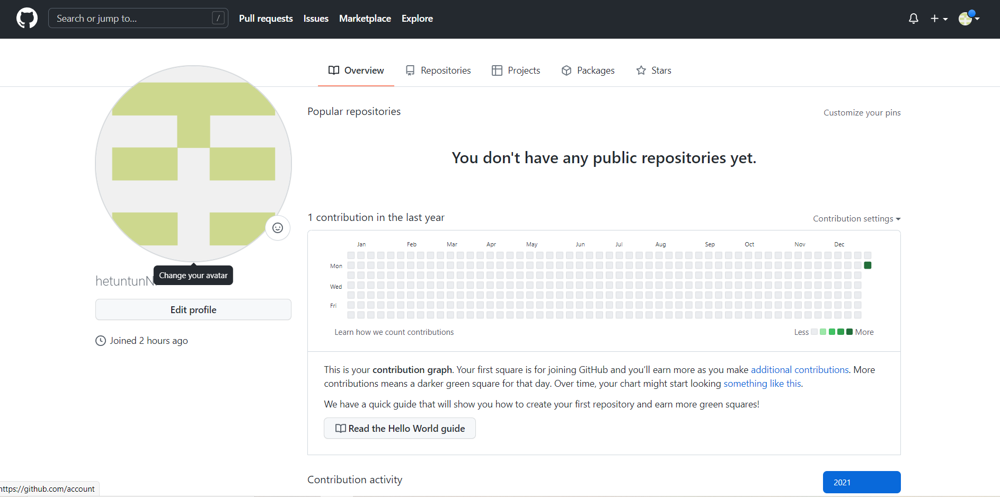 Search or jump to... /
Pull requests Issues Marketplace Explore
Overview Repositories Projects Packages Stars
Popular repositories
Customize your pins
You don't have any public repositories yet.
1 contribution in the last year
Contribution settings
Jan Feb Mar Apr May Jun Jul Aug Sep Oct Nov Dec
Mon
Wed
Fri
Learn how we count contributions
Less More
Change your avatar
Edit profile
Joined 2 hours ago
This is your contribution graph. Your first square is for joining GitHub and you’ll earn more as you make additional contributions. More
contributions means a darker green square for that day. Over time, your chart might start looking something like this.
We have a quick guide that will show you how to create your first repository and earn more green squares!
Read the Hello World guide
Contribution activity
2021
https://github.com/account